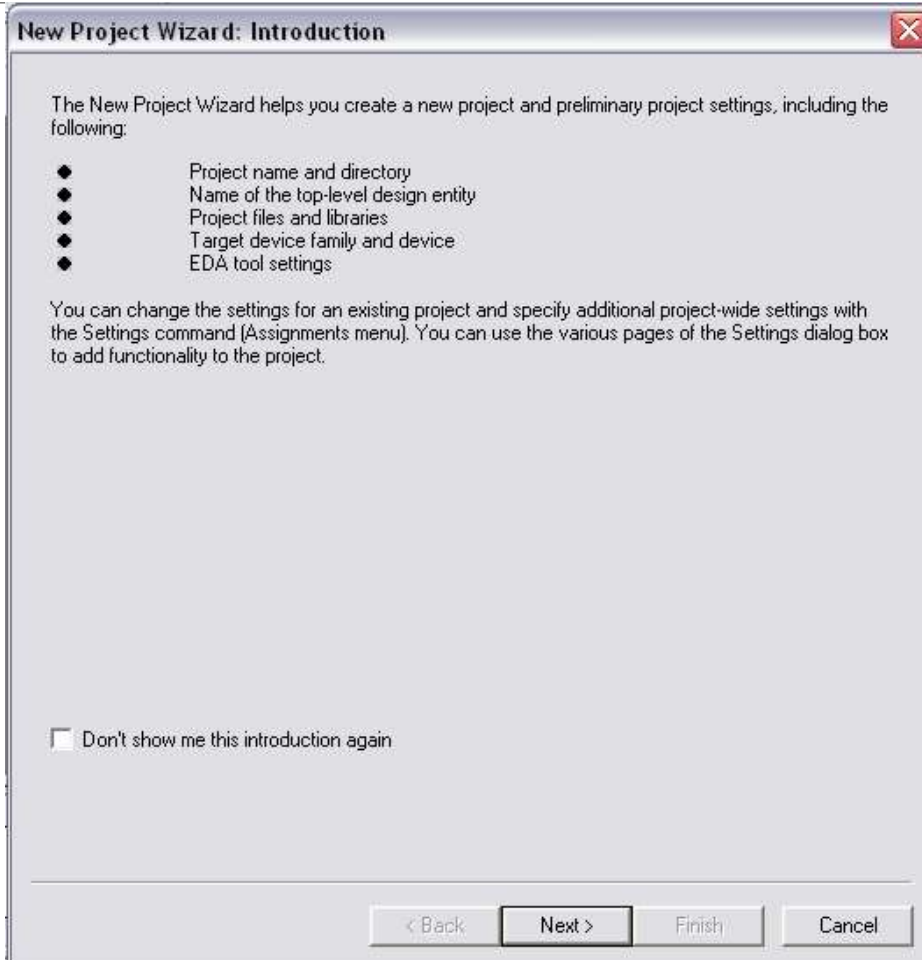 New Project Wizard: Introduction
The New Project Wizard helps you create a new project and preliminary project settings, including the
following:
Project name and directory
Name of the top-level design entity
Project files and libraries
Target device family and device
EDA tool settings
You can change the settings for an existing project and specify additional project-wide settings with
the Settings command (Assignments menu). You can use the various pages of the Settings dialog box
to add functionality to the project.
Don't show me this introduction again
< Back Next > Finish Cancel